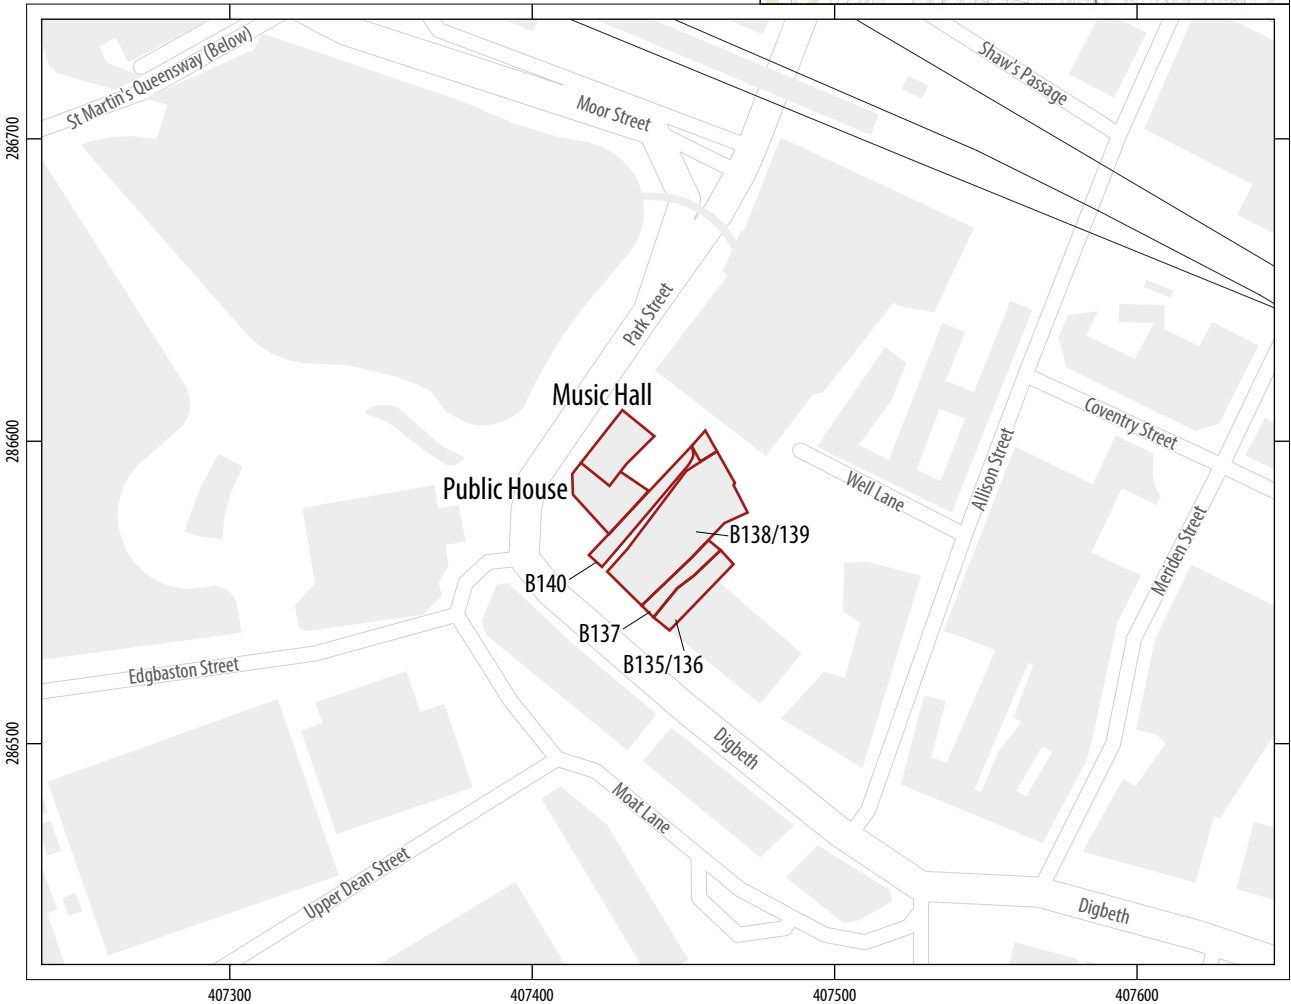 St Martin's Queensway (Below)
Shaw's Passage
Moor Street
286700
Park Street
Music Hall
286600
Coventry Street
Allison Street
Public House
Well Lane
B138/139
Meriden Street
B140
B137
B135/136
Edgbaston Street
286500
Digbeth
Moat Lane
Upper Dean Street
Digbeth
407300
407400
407500
407600